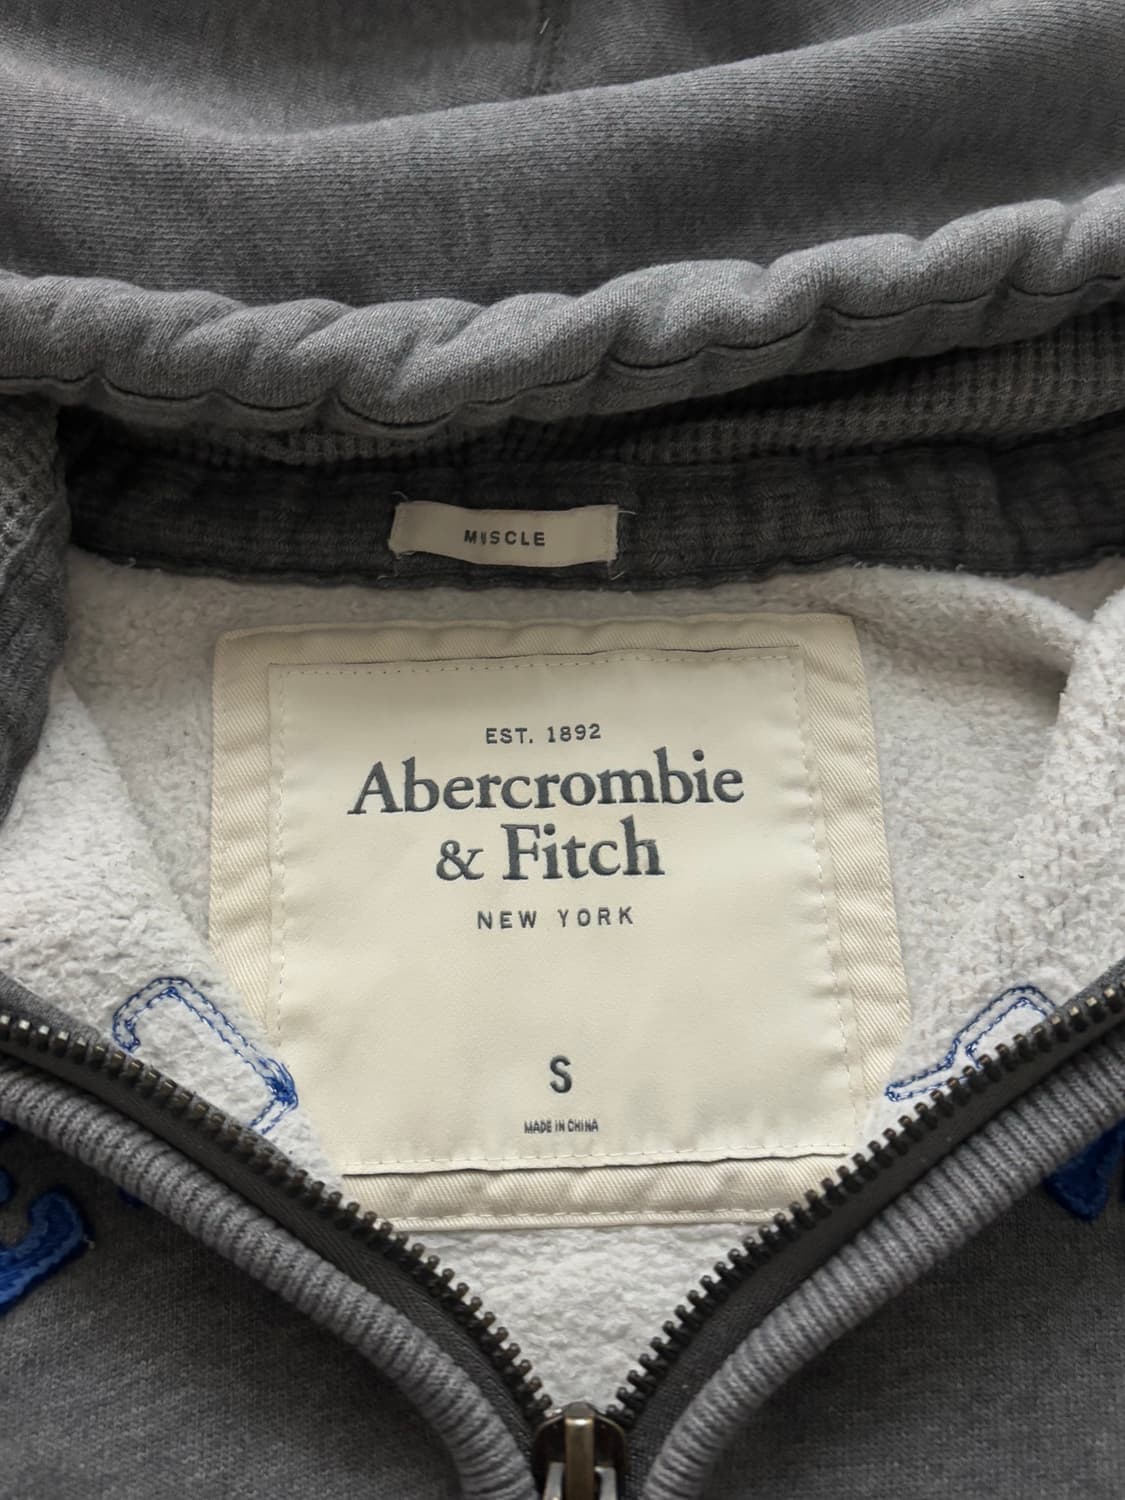 MUSCLE
EST. 1892
Abercrombie
& Fitch
NEW YORK
S
MADE IN CHINA